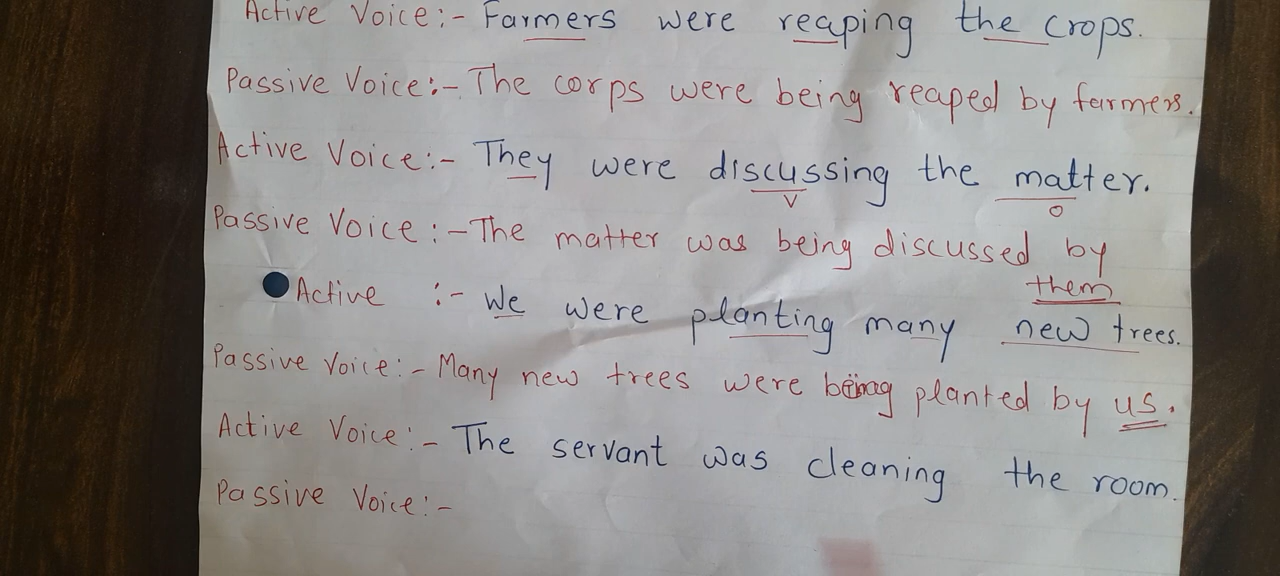 Active Voice:- Farmers were reaping the crops.
Passive Voice:- The corps were being reaped by farmers.
Active Voice:- They were discussing the matter.
V O
Passive Voice:- The matter was being discussed by
them
Active :- We were planting many new trees.
Passive Voice:- Many new trees were being planted by us.
Active Voice:- The servant was cleaning the room.
Passive Voice:-